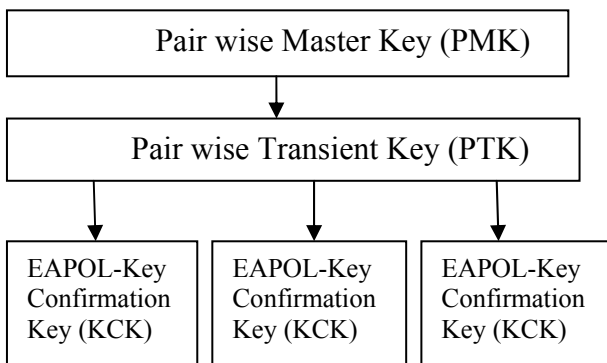 Pair wise Master Key (PMK)
Pair wise Transient Key (PTK)
EAPOL-Key
Confirmation
Key (KCK)
EAPOL-Key
Confirmation
Key (KCK)
EAPOL-Key
Confirmation
Key (KCK)